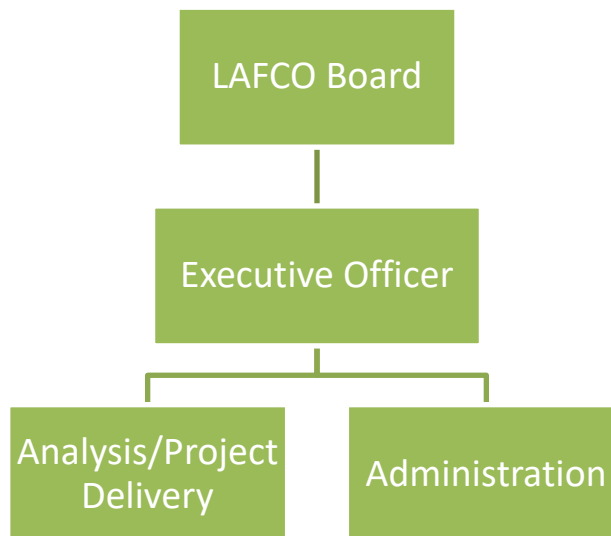 LAFCO Board
Executive Officer
Analysis/Project
Delivery
Administration